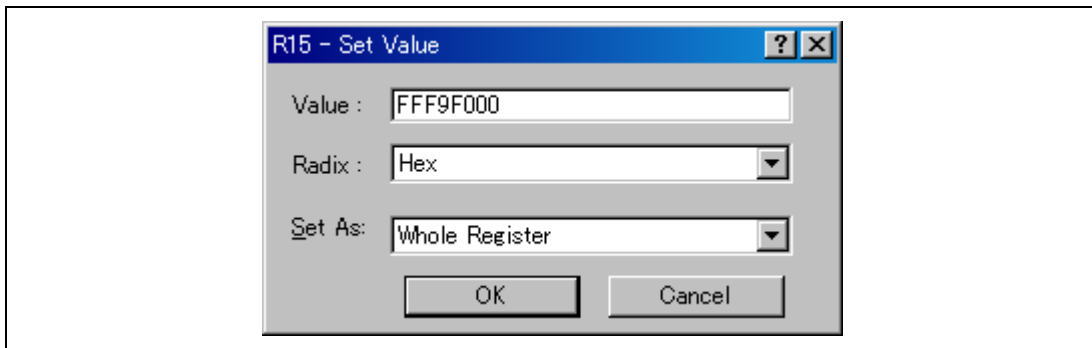 R15 - Set Value
Value : FFF9F000
Radix : Hex
Set As: Whole Register
OK Cancel